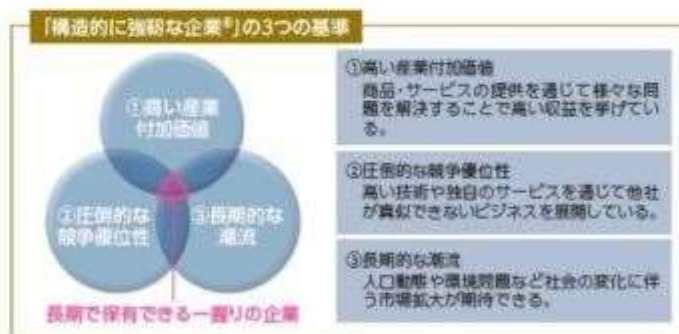 「構造的に強靭な企業®」の3つの基準
①高い産業
付加価値
②圧倒的な
競争優位性
③長期的な
潮流
長期で保有できる一握りの企業
①高い産業付加価値
商品・サービスの提供を通じて様々な問
題を解決することで高い収益を挙げてい
る。
②圧倒的な競争優位性
高い技術や独自のサービスを通じて他社
が真似できないビジネスを展開している。
③長期的な潮流
人口動態や環境問題など社会の変化に伴
う市場拡大が期待できる。